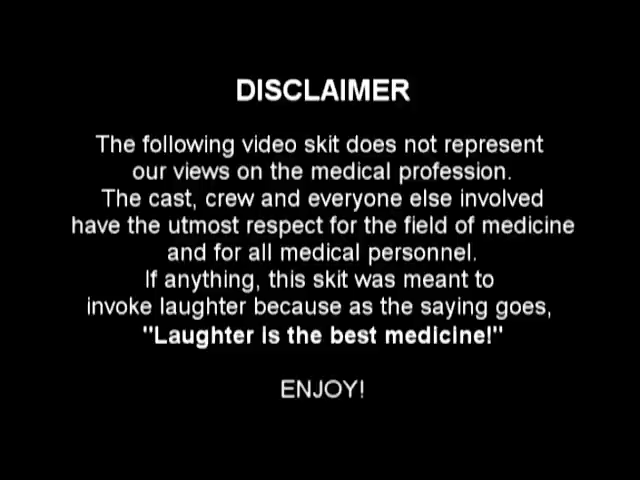 DISCLAIMER
The following video skit does not represent
our views on the medical profession.
The cast, crew and everyone else involved
have the utmost respect for the field of medicine
and for all medical personnel.
If anything, this skit was meant to
invoke laughter because as the saying goes,
"Laughter is the best medicine!"
ENJOY!